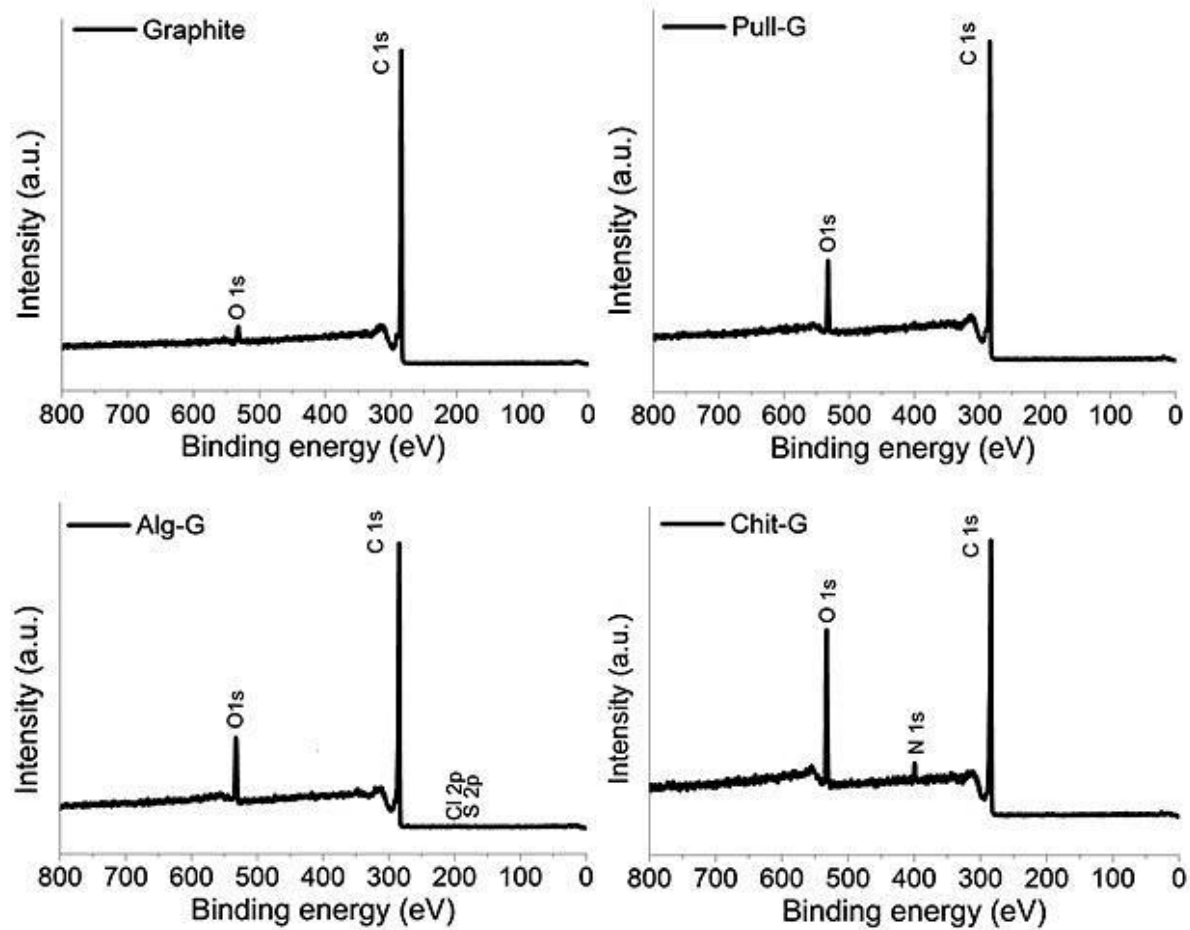 Graphite
C 1s
O 1s
Intensity (a.u.)
800 700 600 500 400 300 200 100 0
Binding energy (eV)
Pull-G
C 1s
O1s
Intensity (a.u.)
800 700 600 500 400 300 200 100 0
Binding energy (eV)
Alg-G
C 1s
O1s
Cl 2p
S 2p
Intensity (a.u.)
800 700 600 500 400 300 200 100 0
Binding energy (eV)
Chit-G
C 1s
O 1s
N 1s
Intensity (a.u.)
800 700 600 500 400 300 200 100 0
Binding energy (eV)